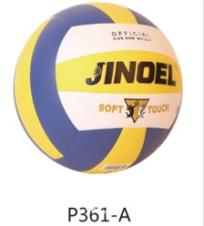 OFFICIAL
SIZE AND WEIGHT
JINOEL
SOFT TOUCH
P361-A